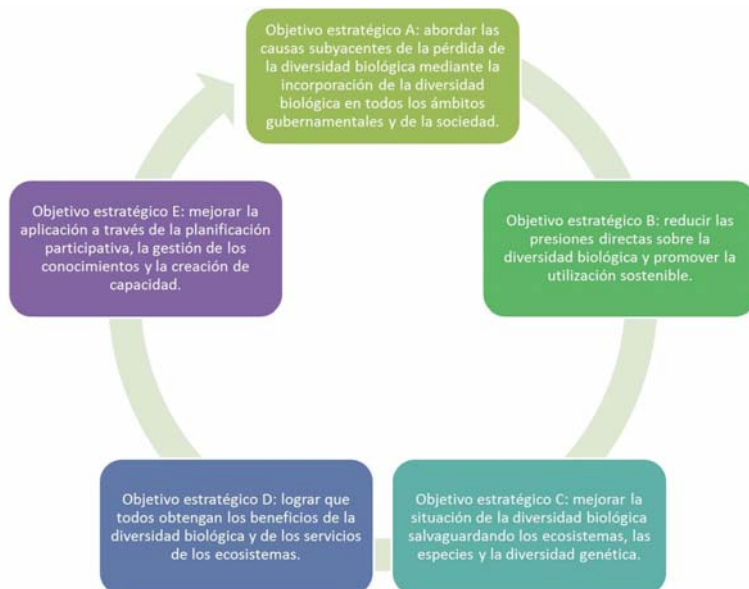 Objetivo estratégico A: abordar las
causas subyacentes de la pérdida de
la diversidad biológica mediante la
incorporación de la diversidad
biológica en todos los ámbitos
gubernamentales y de la sociedad.
Objetivo estratégico B: reducir las
presiones directas sobre la
diversidad biológica y promover la
utilización sostenible.
Objetivo estratégico C: mejorar la
situación de la diversidad biológica
salvaguardando los ecosistemas, las
especies y la diversidad genética.
Objetivo estratégico D: lograr que
todos obtengan los beneficios de la
diversidad biológica y de los servicios
de los ecosistemas.
Objetivo estratégico E: mejorar la
aplicación a través de la planificación
participativa, la gestión de los
conocimientos y la creación de
capacidad.